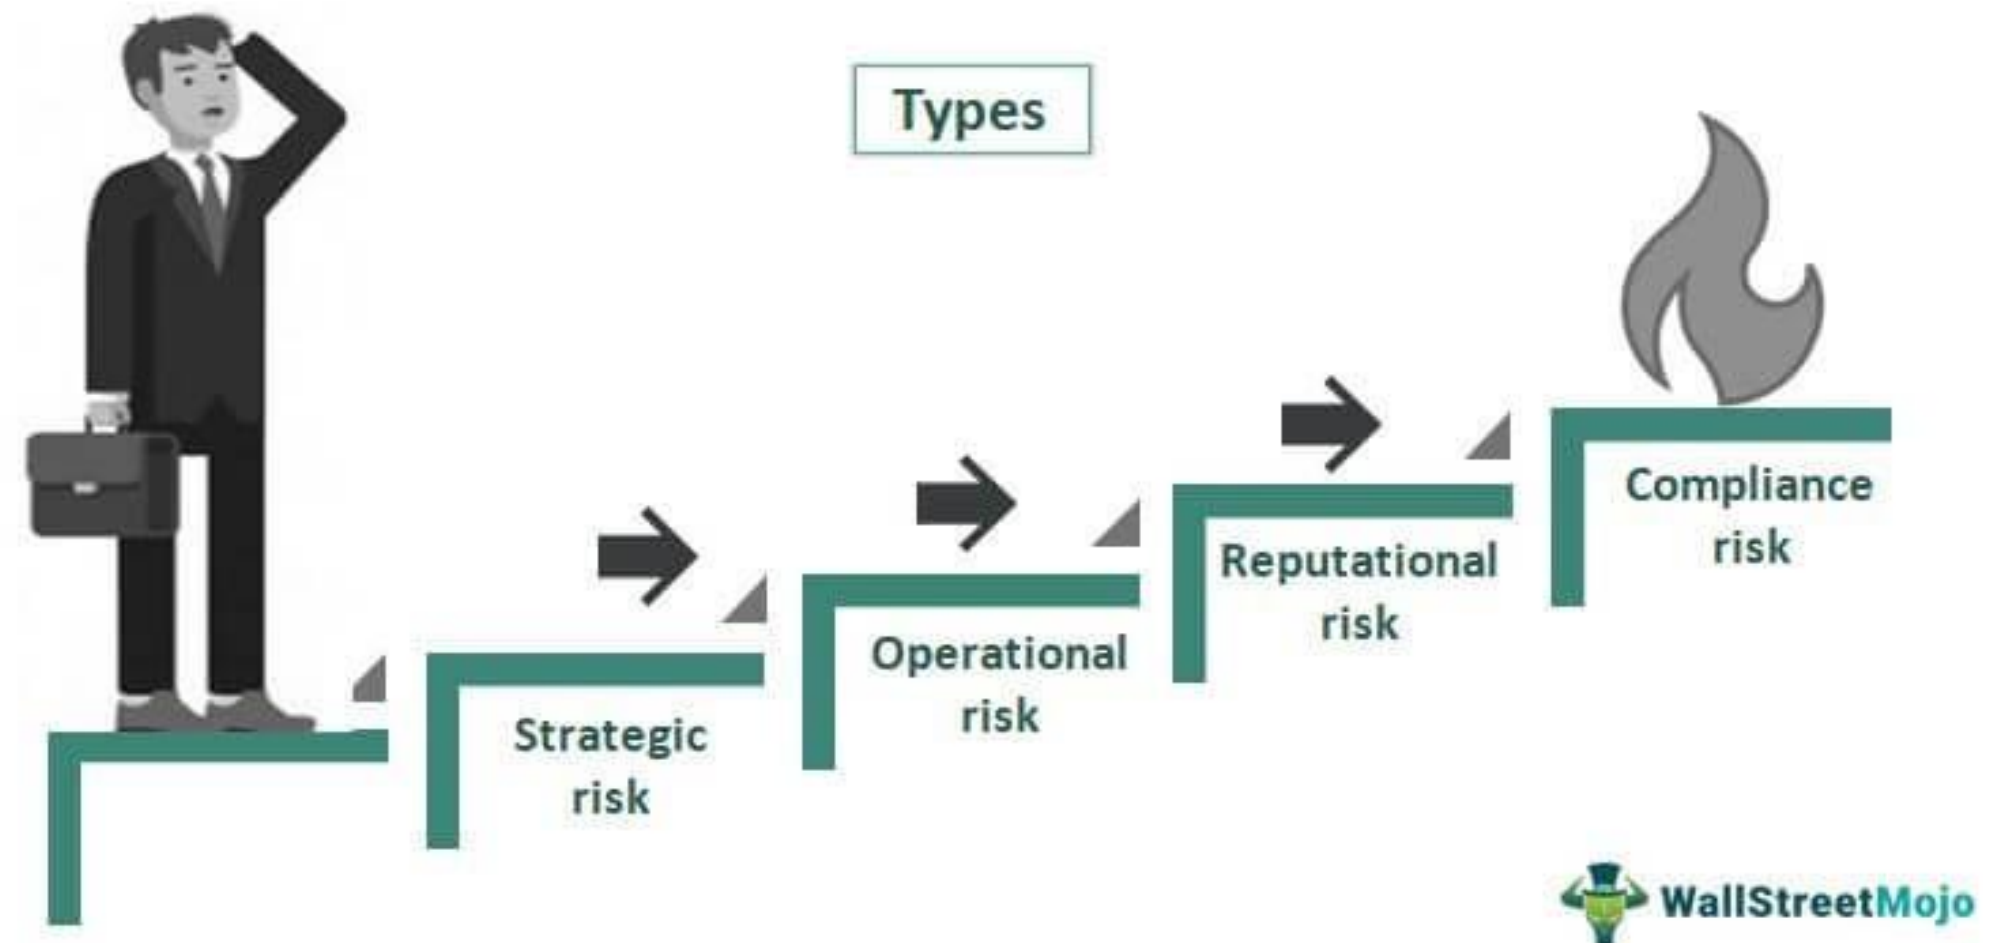 Types
Strategic
risk
Operational
risk
Reputational
risk
Compliance
risk
WallStreetMojo